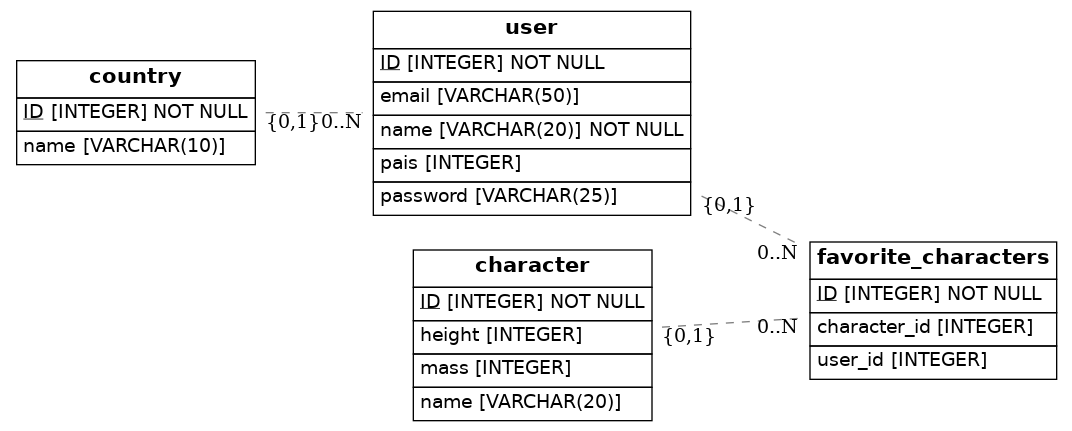 country
ID [INTEGER] NOT NULL
name [VARCHAR(10)]
{0,1}
0..N
user
ID [INTEGER] NOT NULL
email [VARCHAR(50)]
name [VARCHAR(20)] NOT NULL
pais [INTEGER]
password [VARCHAR(25)]
{0,1}
0..N
character
ID [INTEGER] NOT NULL
height [INTEGER]
mass [INTEGER]
name [VARCHAR(20)]
{0,1}
0..N
favorite_characters
ID [INTEGER] NOT NULL
character_id [INTEGER]
user_id [INTEGER]